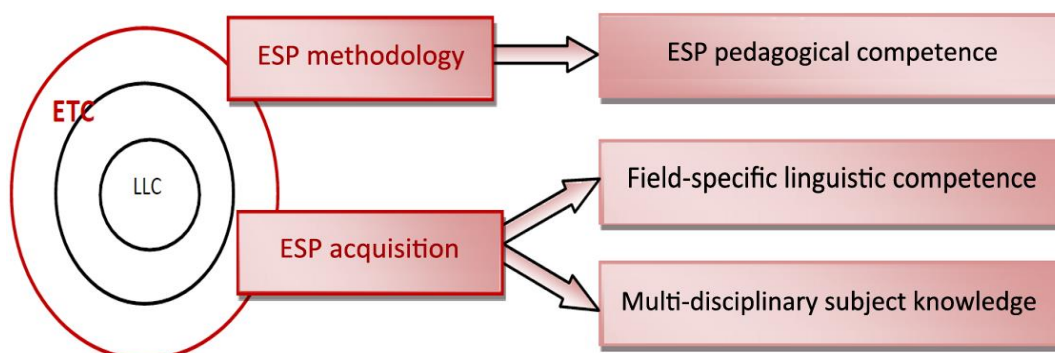 ESP methodology
ESP pedagogical competence
ETC
LLC
Field-specific linguistic competence
ESP acquisition
Multi-disciplinary subject knowledge